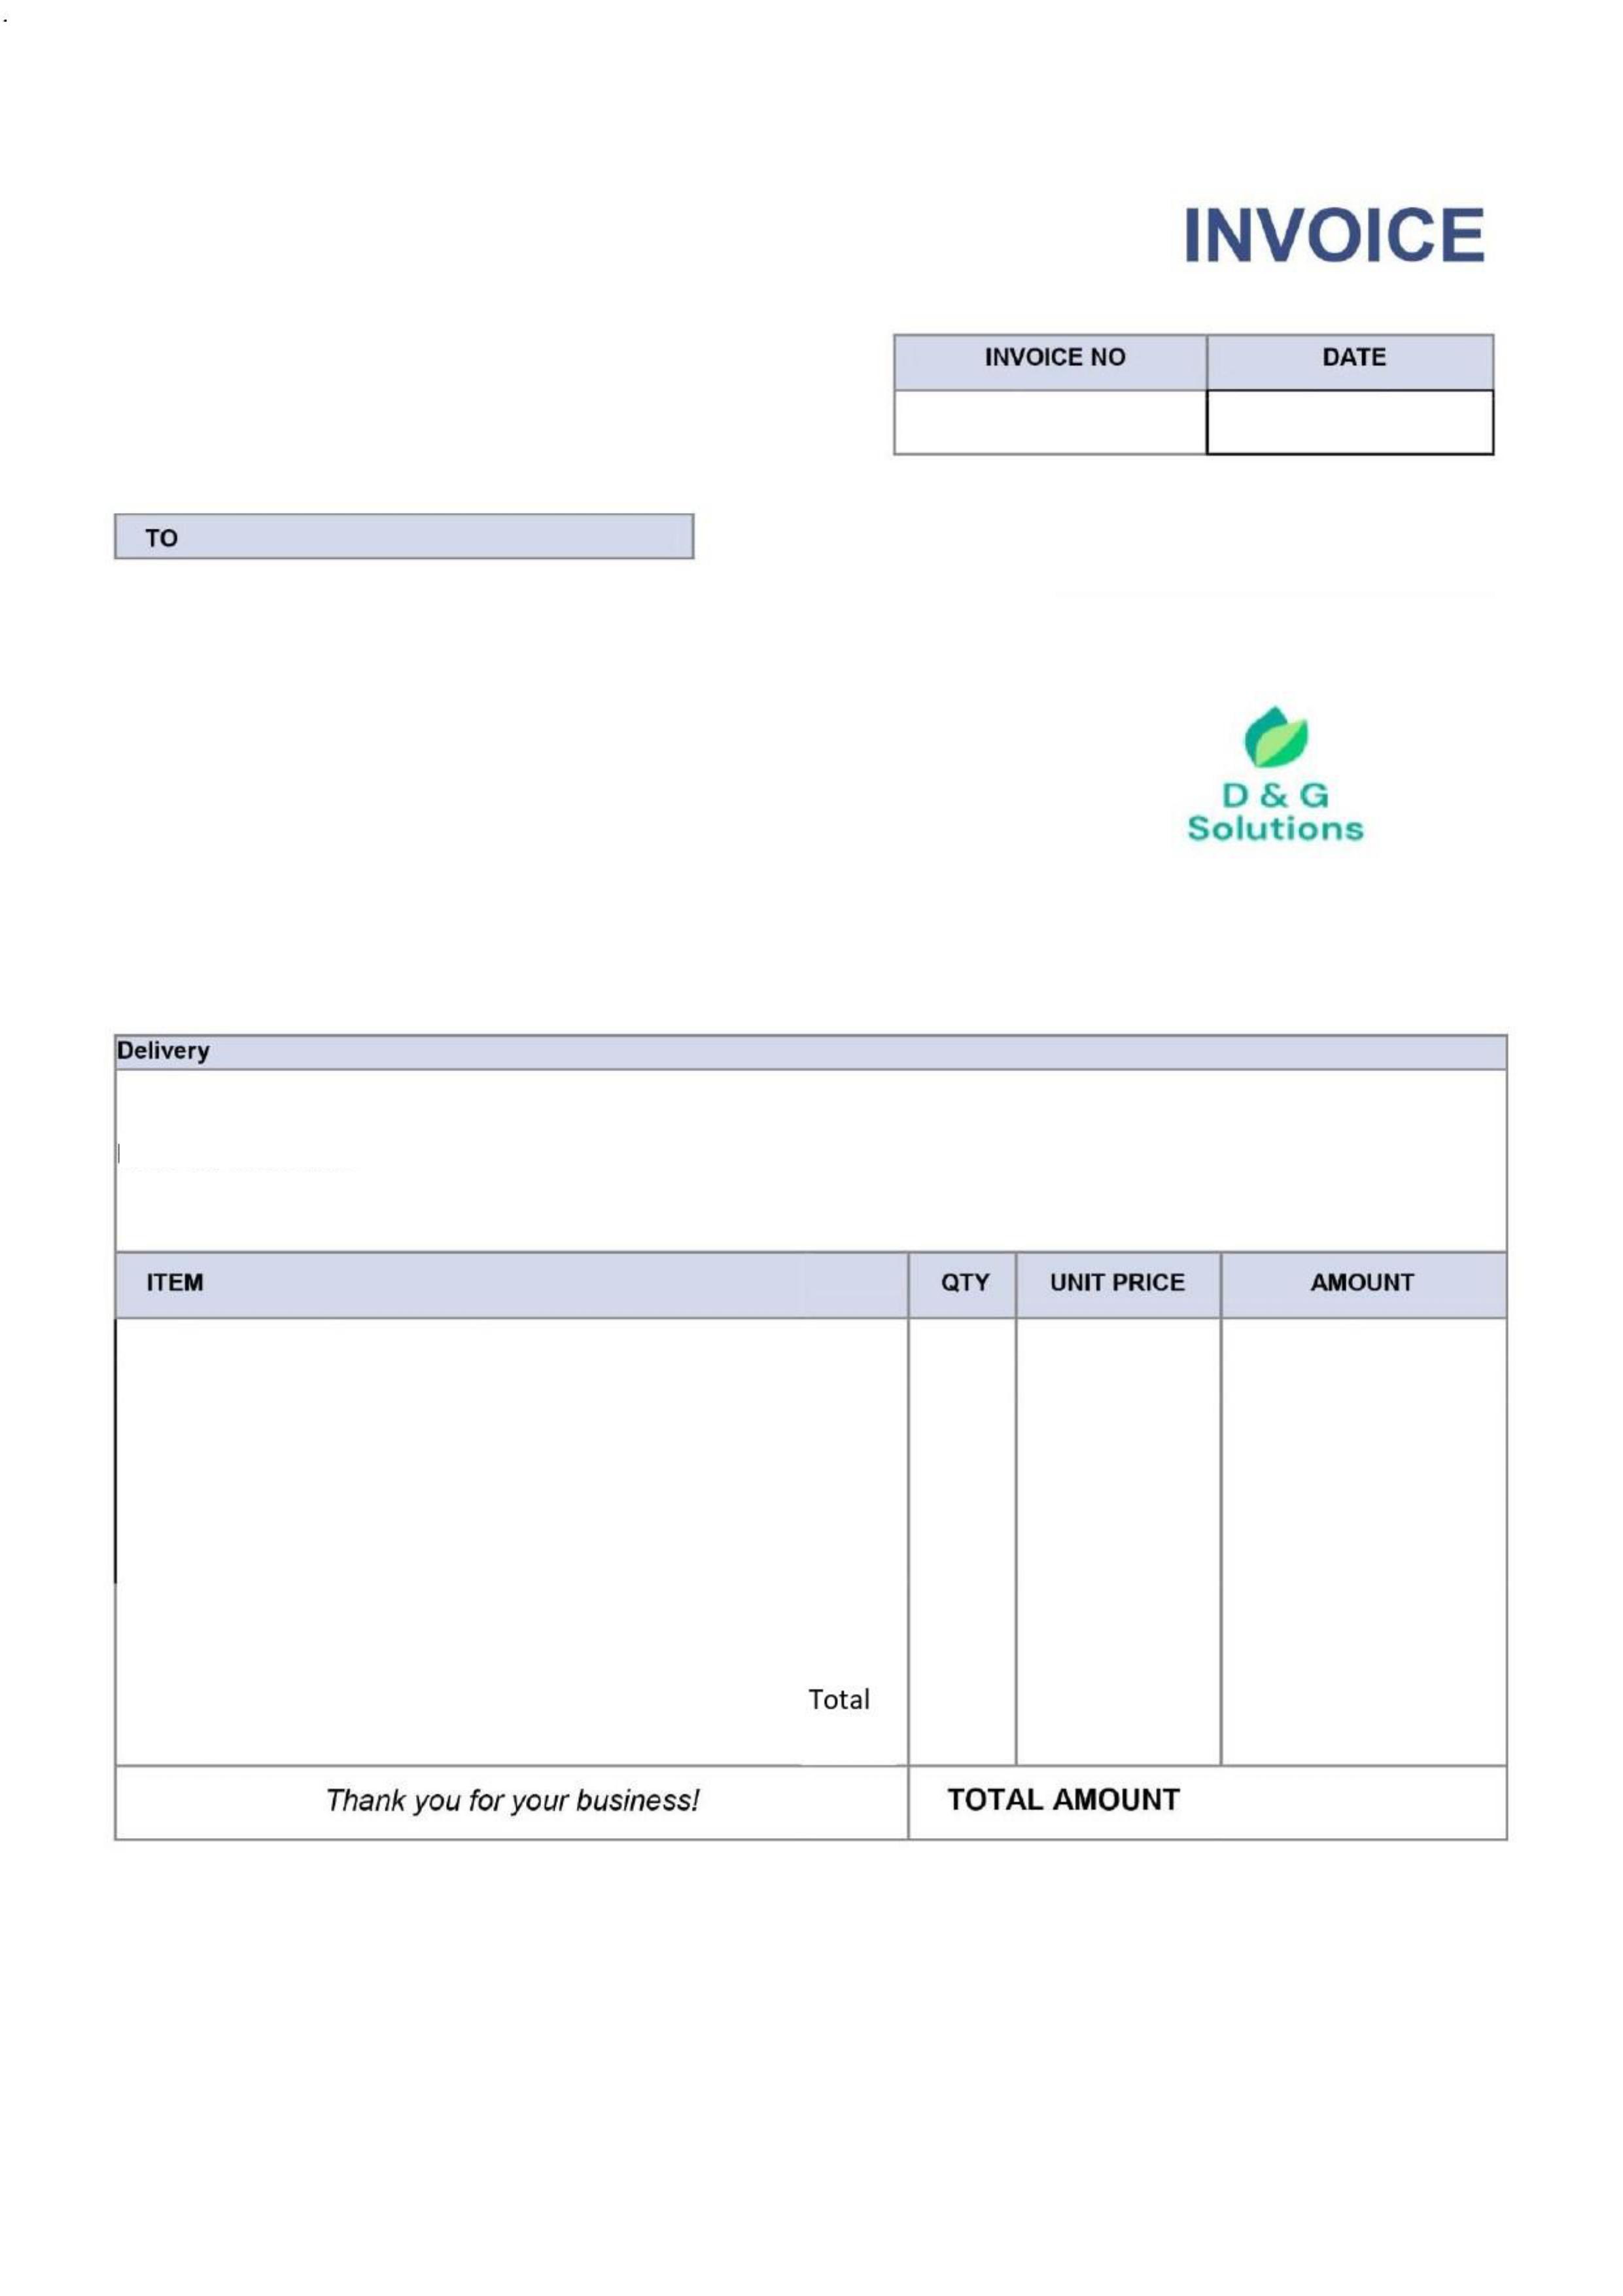 INVOICE
INVOICE NO DATE
TO
D & G
Solutions
Delivery
ITEM QTY UNIT PRICE AMOUNT
Total
Thank you for your business! TOTAL AMOUNT